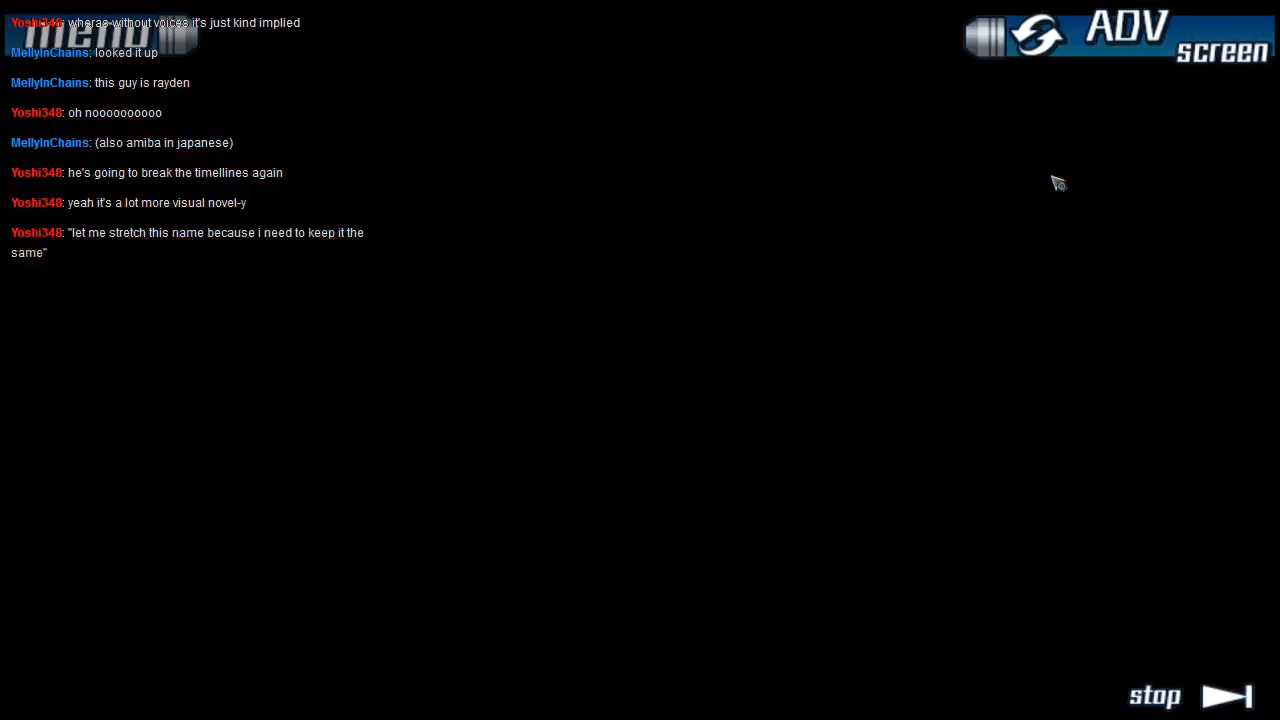 menu
ADV
screen
Yoshi348: wheras without voices it's just kind implied
MellyInChains: looked it up
MellyInChains: this guy is rayden
Yoshi348: oh noooooooooo
MellyInChains: (also amiba in japanese)
Yoshi348: he's going to break the timellines again
Yoshi348: yeah it's a lot more visual novel-y
Yoshi348: "let me stretch this name because i need to keep it the
same"
stop